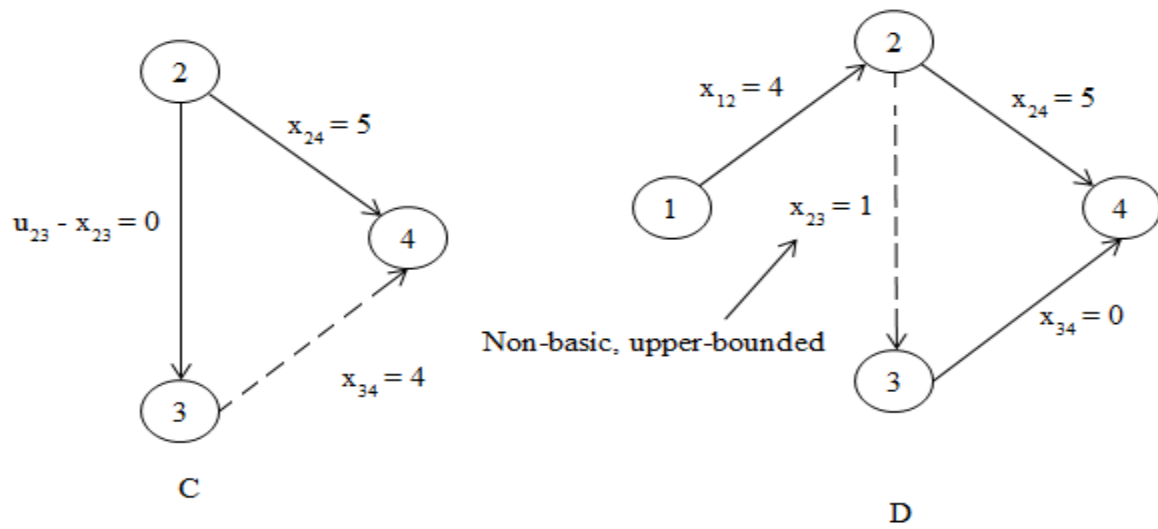 2
x₂₄ = 5
u₂₃ - x₂₃ = 0
4
x₃₄ = 4
3
C
2
x₁₂ = 4
x₂₄ = 5
1
x₂₃ = 1
4
Non-basic, upper-bounded
x₃₄ = 0
3
D